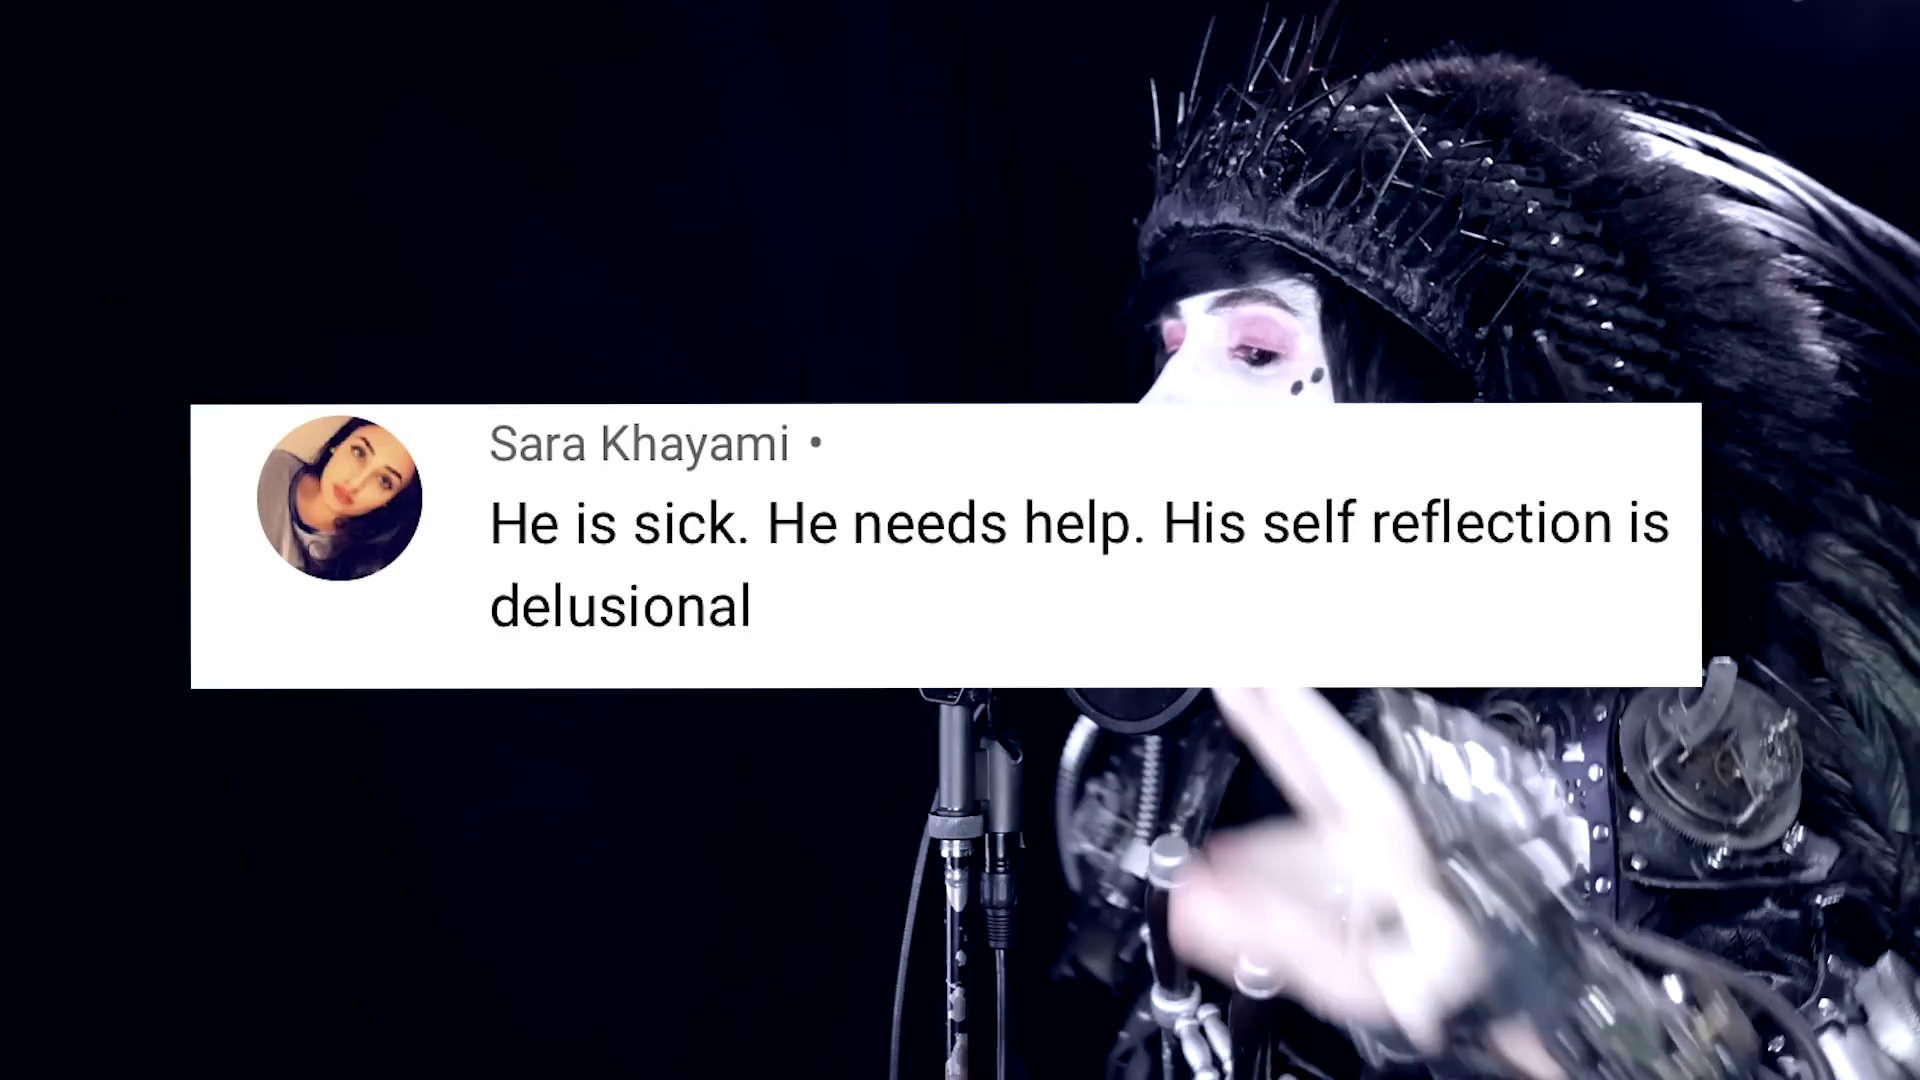 Sara Khayami •
He is sick. He needs help. His self reflection is
delusional